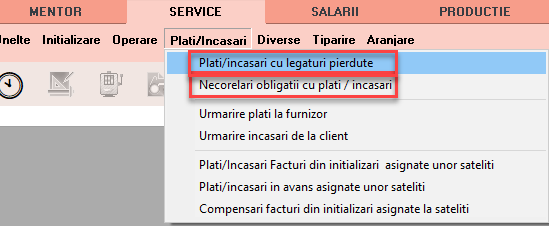 MENTOR SERVICE SALARII PRODUCTIE
Unelte Initializare Operare Plati/Incasari Diverse Tiparire Aranjare
Plati/incasari cu legaturi pierdute
Necorelari obligatii cu plati / incasari
Urmarire plati la furnizor
Urmarire incasari de la client
Plati/Incasari Facturi din initializari asignate unor sateliti
Plati/incasari in avans asignate unor sateliti
Compensari facturi din initializari asignate la sateliti